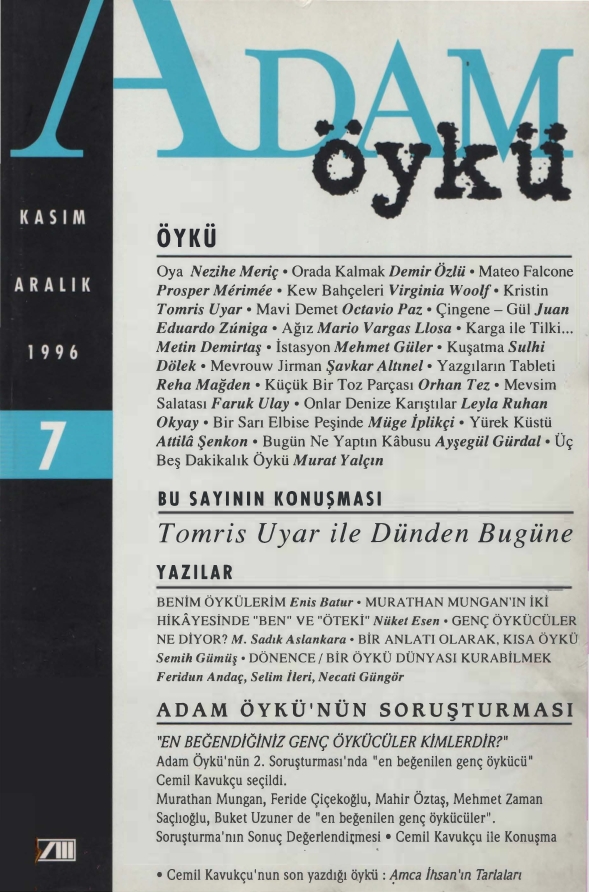 ADAM
öykü
KASIM
ARALIK
1996
7
ÖYKÜ
Oya Nezihe Meriç • Orada Kalmak Demir Özlü • Mateo Falcone
Prosper Mérimée • Kew Bahçeleri Virginia Woolf • Kristin
Tomris Uyar • Mavi Demet Octavio Paz • Çingene – Gül Juan
Eduardo Zúniga • Ağız Mario Vargas Llosa • Karga ile Tilki...
Metin Demirtaş • İstasyon Mehmet Güler • Kuşatma Sulhi
Dölek • Mevrouw Jirman Şavkar Altınel • Yazgıların Tableti
Reha Mağden • Küçük Bir Toz Parçası Orhan Tez • Mevsim
Salatası Faruk Ulay • Onlar Denize Karıştılar Leyla Ruhan
Okyay • Bir Sarı Elbise Peşinde Müge İplikçi • Yürek Küstü
Attilâ Şenkon • Bugün Ne Yaptın Kâbusu Ayşegül Gürdal • Üç
Beş Dakikalık Öykü Murat Yalçın
BU SAYININ KONUŞMASI
Tomris Uyar ile Dünden Bugüne
YAZILAR
BENİM ÖYKÜLERİM Enis Batur • MURATHAN MUNGAN'IN İKİ
HİKÂYESİNDE "BEN" VE "ÖTEKİ" Nüket Esen • GENÇ ÖYKÜCÜLER
NE DİYOR? M. Sadık Aslankara • BİR ANLATI OLARAK, KISA ÖYKÜ
Semih Gümüş • DÖNENCE / BİR ÖYKÜ DÜNYASI KURABİLMEK
Feridun Andaç, Selim İleri, Necati Güngör
ADAM ÖYKÜ'NÜN SORUŞTURMASI
"EN BEĞENDİĞİNİZ GENÇ ÖYKÜCÜLER KİMLERDİR?"
Adam Öykü'nün 2. Soruşturması'nda "en beğenilen genç öykücü"
Cemil Kavukçu seçildi.
Murathan Mungan, Feride Çiçekoğlu, Mahir Öztaş, Mehmet Zaman
Saçlıoğlu, Buket Uzuner de "en beğenilen genç öykücüler".
Soruşturma'nın Sonuç Değerlendirmesi • Cemil Kavukçu ile Konuşma
• Cemil Kavukçu'nun son yazdığı öykü : Amca İhsan'ın Tarlaları